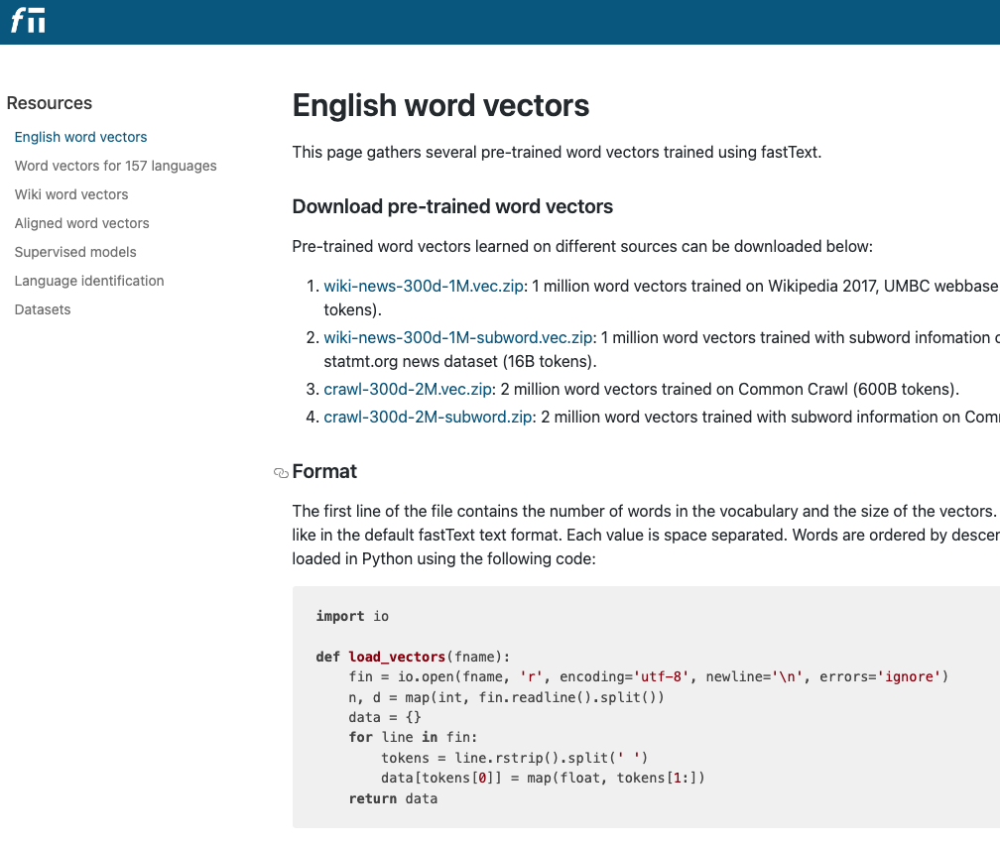 Resources
English word vectors
Word vectors for 157 languages
Wiki word vectors
Aligned word vectors
Supervised models
Language identification
Datasets
English word vectors
This page gathers several pre-trained word vectors trained using fastText.
Download pre-trained word vectors
Pre-trained word vectors learned on different sources can be downloaded below:
1. wiki-news-300d-1M.vec.zip: 1 million word vectors trained on Wikipedia 2017, UMBC webbase
tokens).
2. wiki-news-300d-1M-subword.vec.zip: 1 million word vectors trained with subword infomation
statmt.org news dataset (16B tokens).
3. crawl-300d-2M.vec.zip: 2 million word vectors trained on Common Crawl (600B tokens).
4. crawl-300d-2M-subword.zip: 2 million word vectors trained with subword information on
Format
The first line of the file contains the number of words in the vocabulary and the size of the vectors.
like in the default fastText text format. Each value is space separated. Words are ordered by
loaded in Python using the following code:
import io
def load_vectors(fname):
    fin = io.open(fname, 'r', encoding='utf-8', newline='\n', errors='ignore')
    n, d = map(int, fin.readline().split())
    data = {}
    for line in fin:
        tokens = line.rstrip().split(' ')
        data[tokens[0]] = map(float, tokens[1:])
    return data